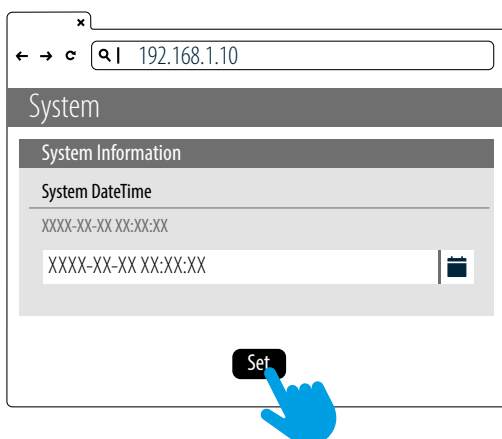 192.168.1.10
System
System Information
System DateTime
XXXX-XX-XX XX:XX:XX
XXXX-XX-XX XX:XX:XX
Set